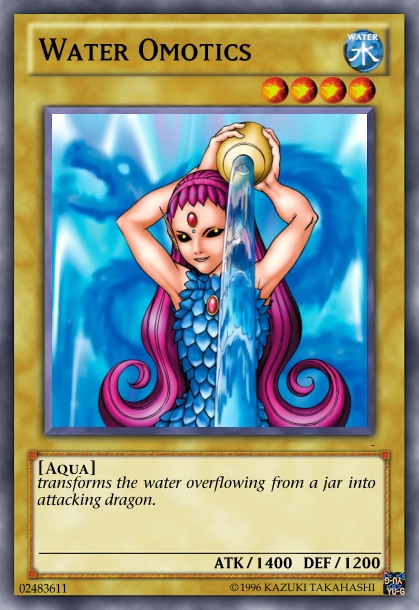 WATER OMOTICS
WATER
水
[AQUA]
transforms the water overflowing from a jar into
attacking dragon.
ATK / 1400 DEF / 1200
02483611
©1996 KAZUKI TAKAHASHI